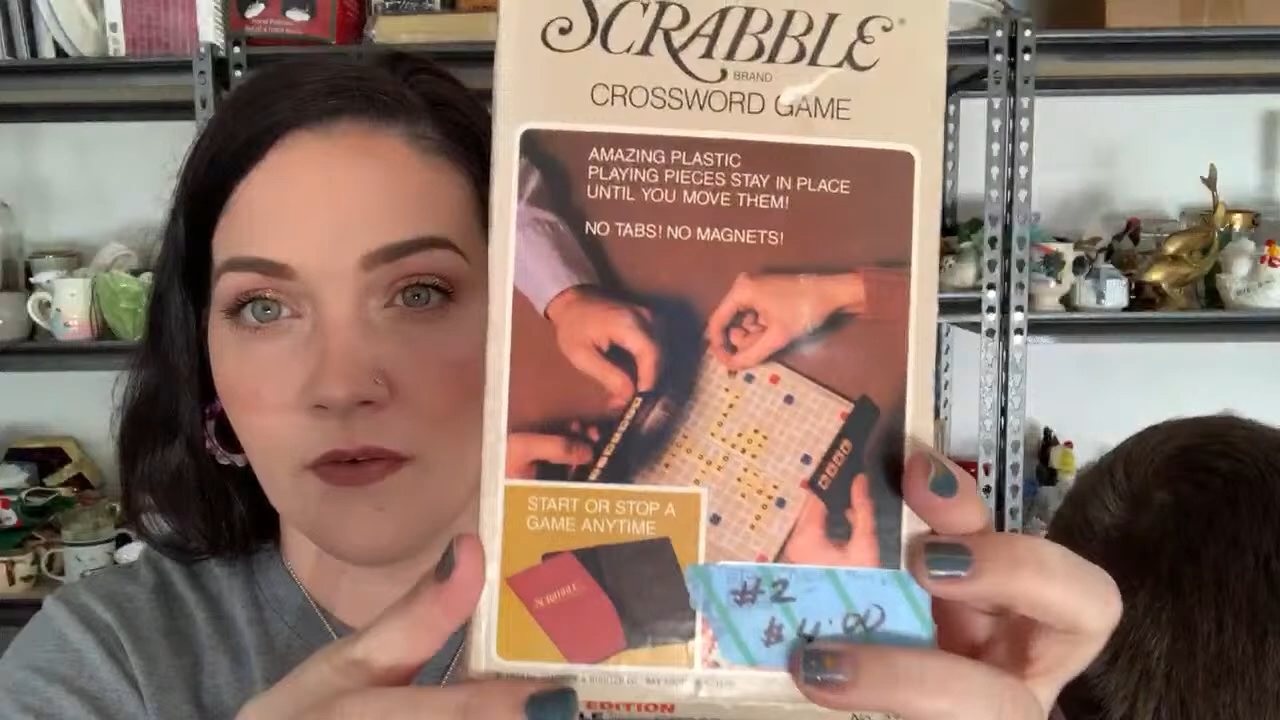 SCRABBLE®
BRAND
CROSSWORD GAME
AMAZING PLASTIC
PLAYING PIECES STAY IN PLACE
UNTIL YOU MOVE THEM!
NO TABS! NO MAGNETS!
START OR STOP A
GAME ANYTIME
SCRABBLE
#2
$4.00
EDITION